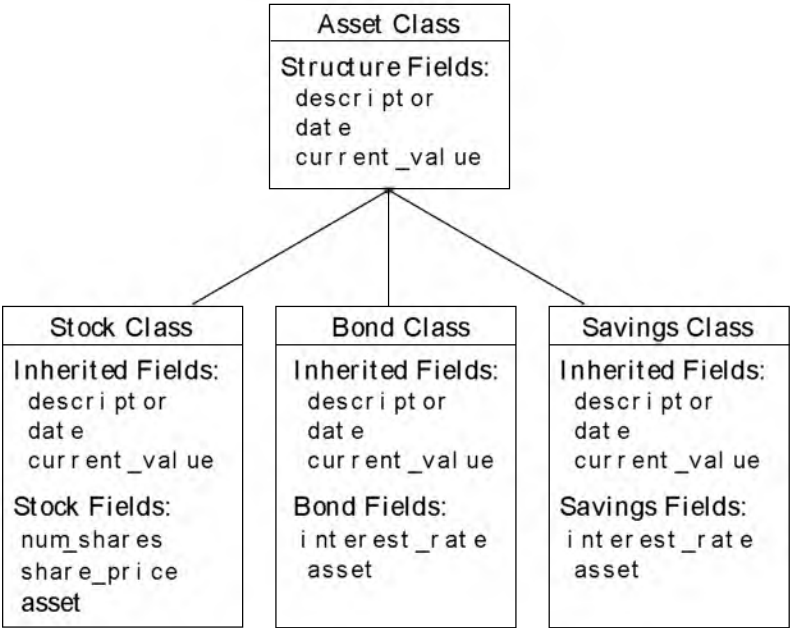 Asset Class
Structure Fields:
descriptor
date
current_value
Stock Class
Inherited Fields:
descriptor
date
current_value
Stock Fields:
num_shares
share_price
asset
Bond Class
Inherited Fields:
descriptor
date
current_value
Bond Fields:
interest_rate
asset
Savings Class
Inherited Fields:
descriptor
date
current_value
Savings Fields:
interest_rate
asset